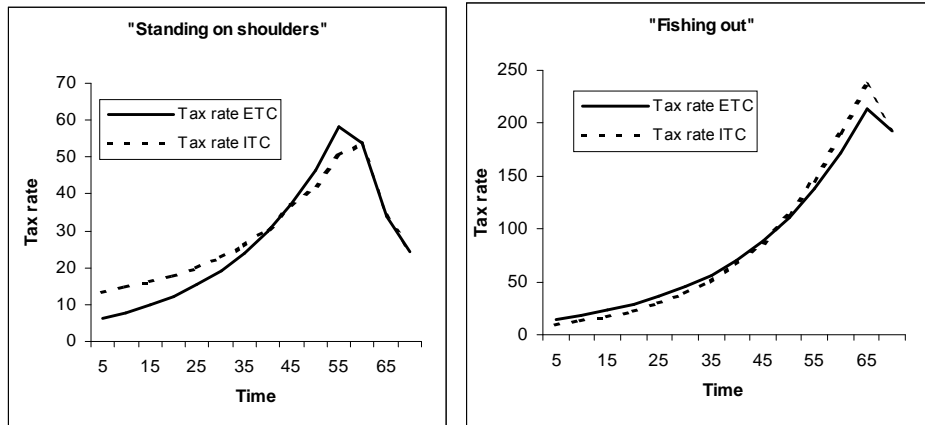 "Standing on shoulders"
70
60
50
40
30
20
10
0
Tax rate
Tax rate ETC
Tax rate ITC
5 15 25 35 45 55 65
Time
"Fishing out"
250
200
150
100
50
0
Tax rate
Tax rate ETC
Tax rate ITC
5 15 25 35 45 55 65
Time